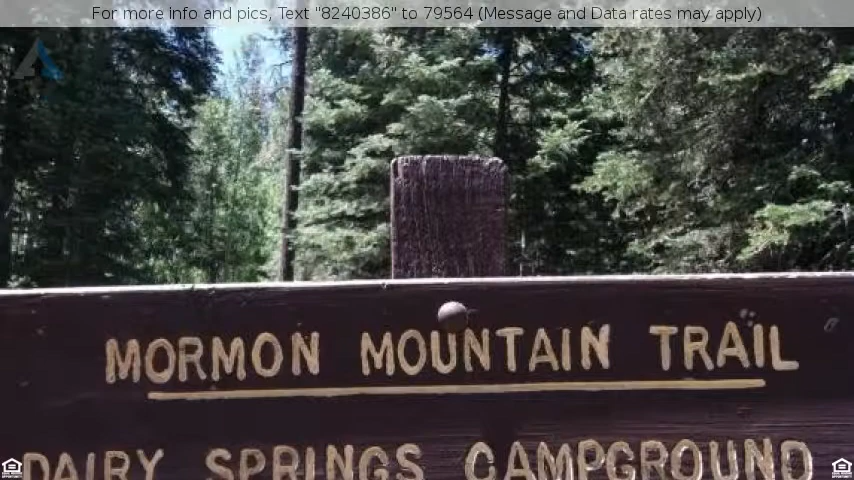 For more info and pics, Text "8240386" to 79564 (Message and Data rates may apply)
MORMON MOUNTAIN TRAIL
DAIRY SPRINGS CAMPGROUND